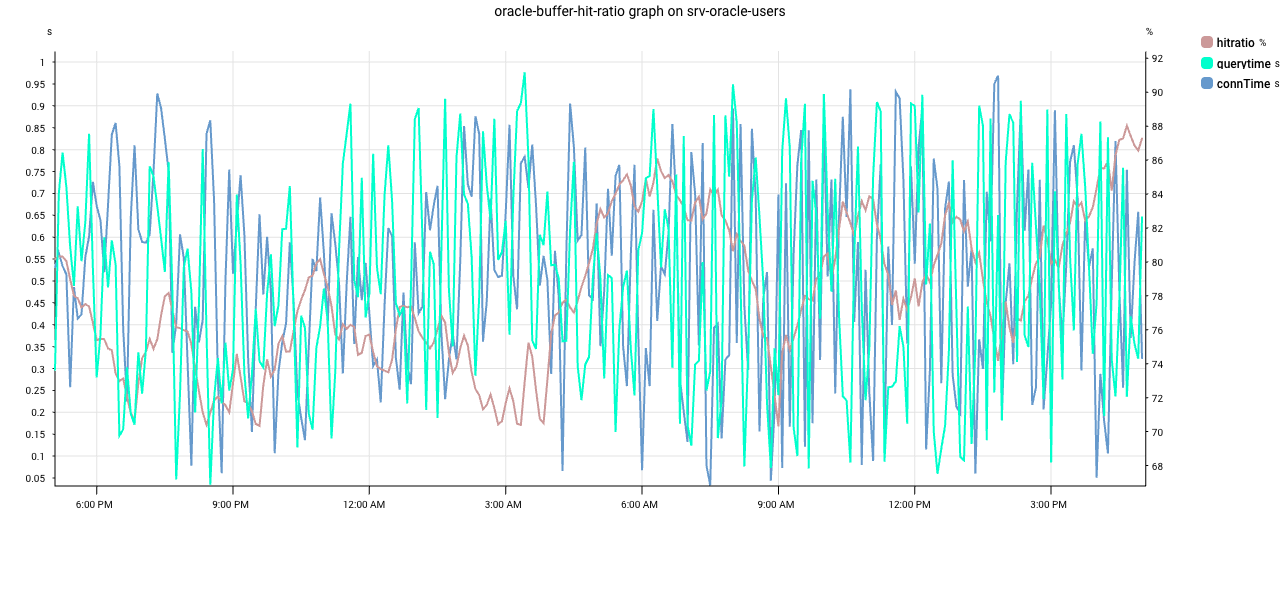 oracle-buffer-hit-ratio graph on srv-oracle-users
s
%
hitratio %
querytime s
connTime s
1
0.95
0.9
0.85
0.8
0.75
0.7
0.65
0.6
0.55
0.5
0.45
0.4
0.35
0.3
0.25
0.2
0.15
0.1
0.05
92
90
88
86
84
82
80
78
76
74
72
70
68
6:00 PM
9:00 PM
12:00 AM
3:00 AM
6:00 AM
9:00 AM
12:00 PM
3:00 PM